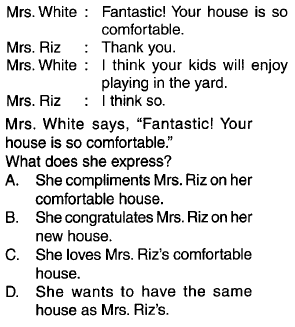 Mrs. White : Fantastic! Your house is so
comfortable.
Mrs. Riz : Thank you.
Mrs. White : I think your kids will enjoy
playing in the yard.
Mrs. Riz : I think so.
Mrs. White says, “Fantastic! Your
house is so comfortable.”
What does she express?
A. She compliments Mrs. Riz on her
comfortable house.
B. She congratulates Mrs. Riz on her
new house.
C. She loves Mrs. Riz’s comfortable
house.
D. She wants to have the same
house as Mrs. Riz’s.